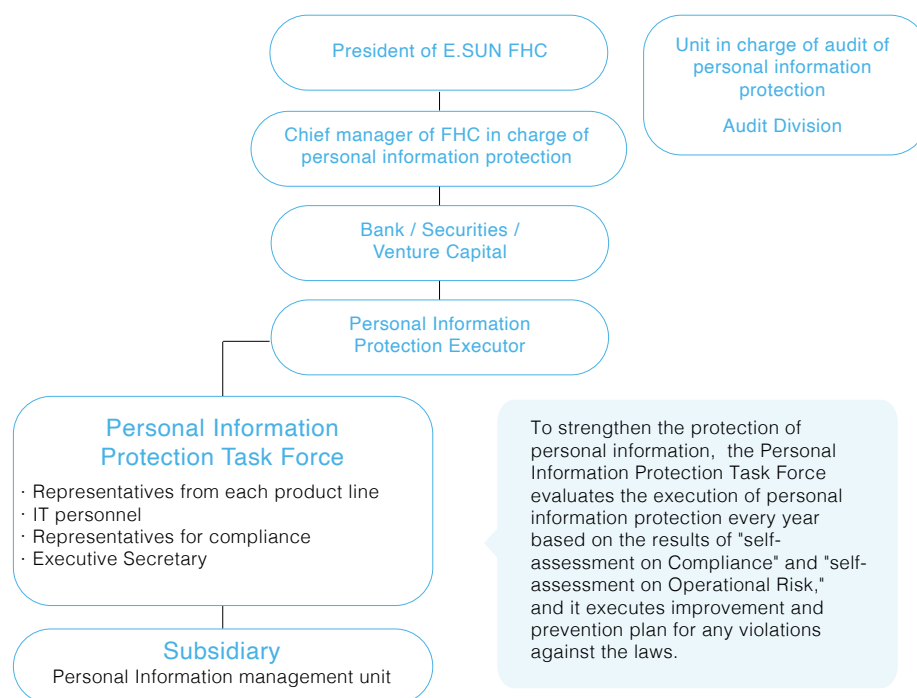 President of E.SUN FHC
Unit in charge of audit of
personal information
protection
Audit Division
Chief manager of FHC in charge of
personal information protection
Bank / Securities /
Venture Capital
Personal Information
Protection Executor
Personal Information
Protection Task Force
· Representatives from each product line
· IT personnel
· Representatives for compliance
· Executive Secretary
To strengthen the protection of
personal information,  the Personal
Information Protection Task Force
evaluates the execution of personal
information protection every year
based on the results of "self-
assessment on Compliance" and "self-
assessment on Operational Risk,"
and it executes improvement and
prevention plan for any violations
against the laws.
Subsidiary
Personal Information management unit